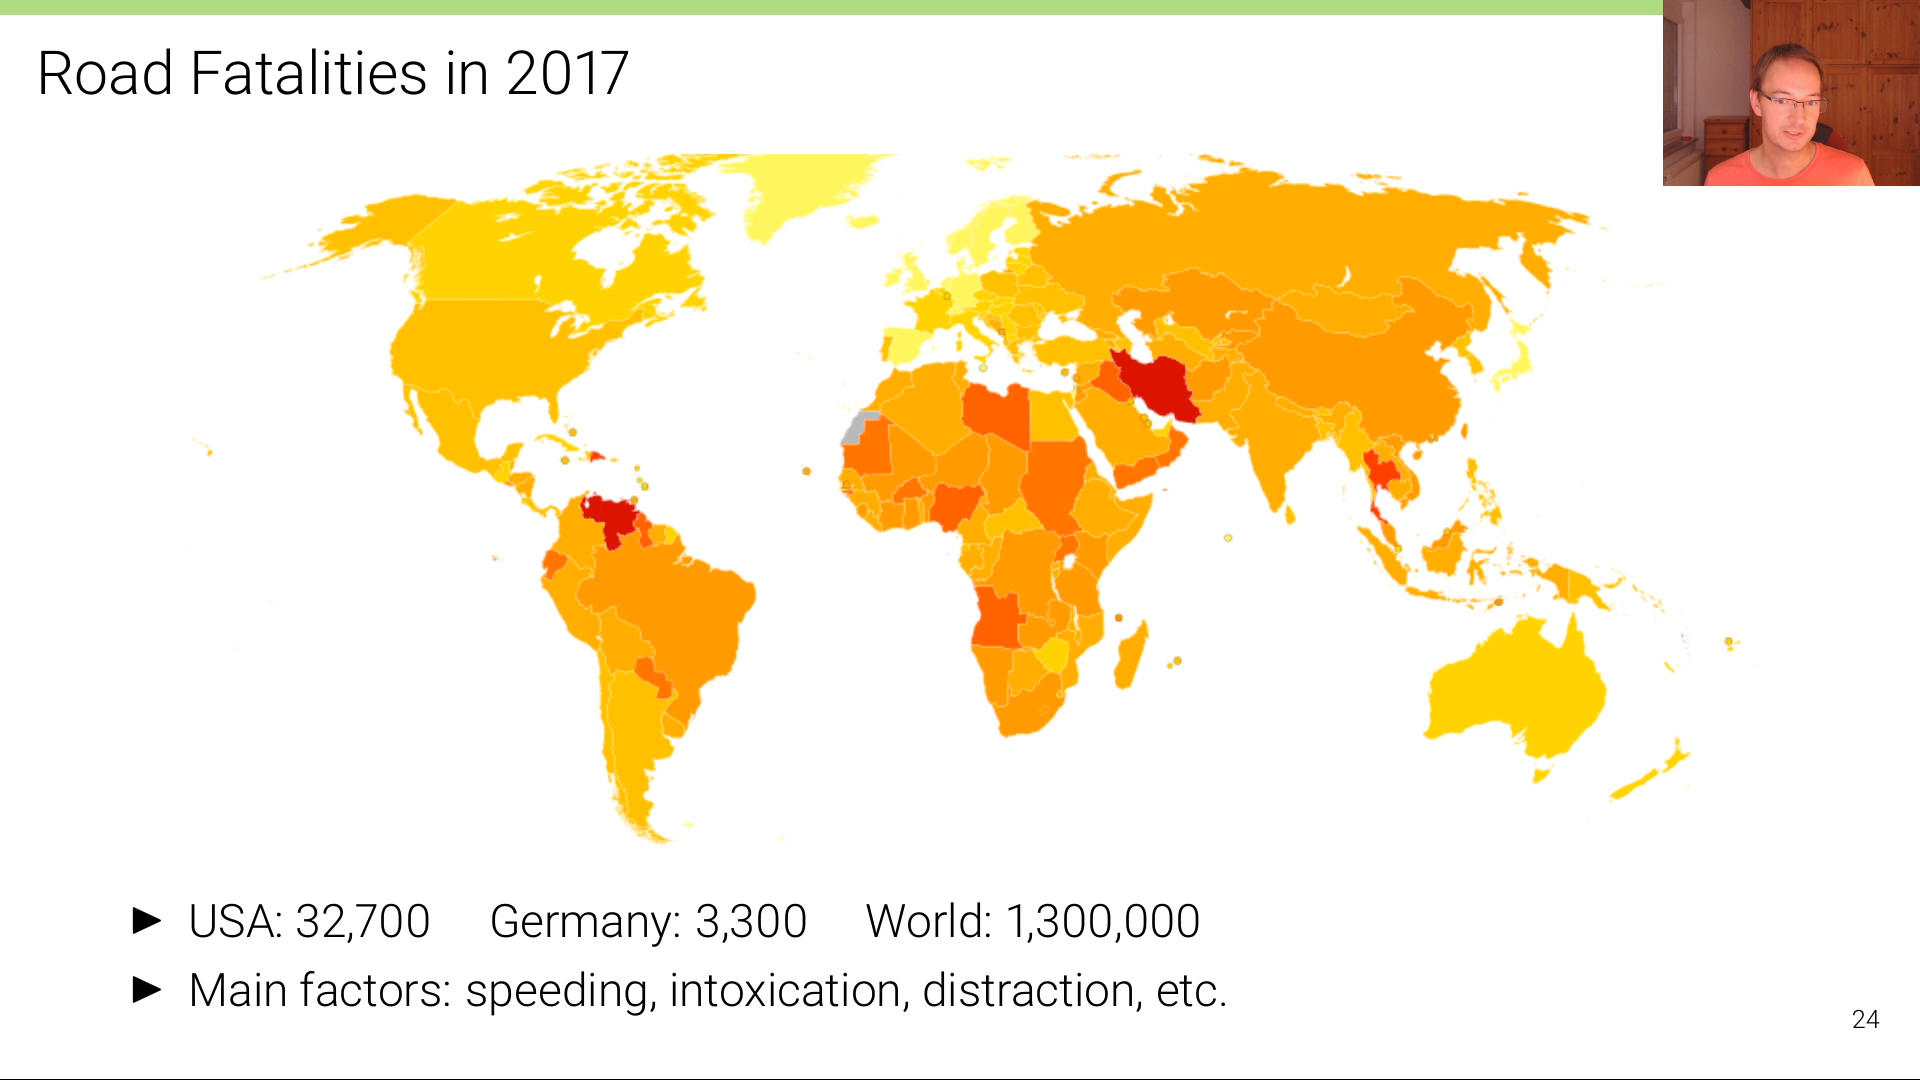 Road Fatalities in 2017
► USA: 32,700 Germany: 3,300 World: 1,300,000
► Main factors: speeding, intoxication, distraction, etc.
24